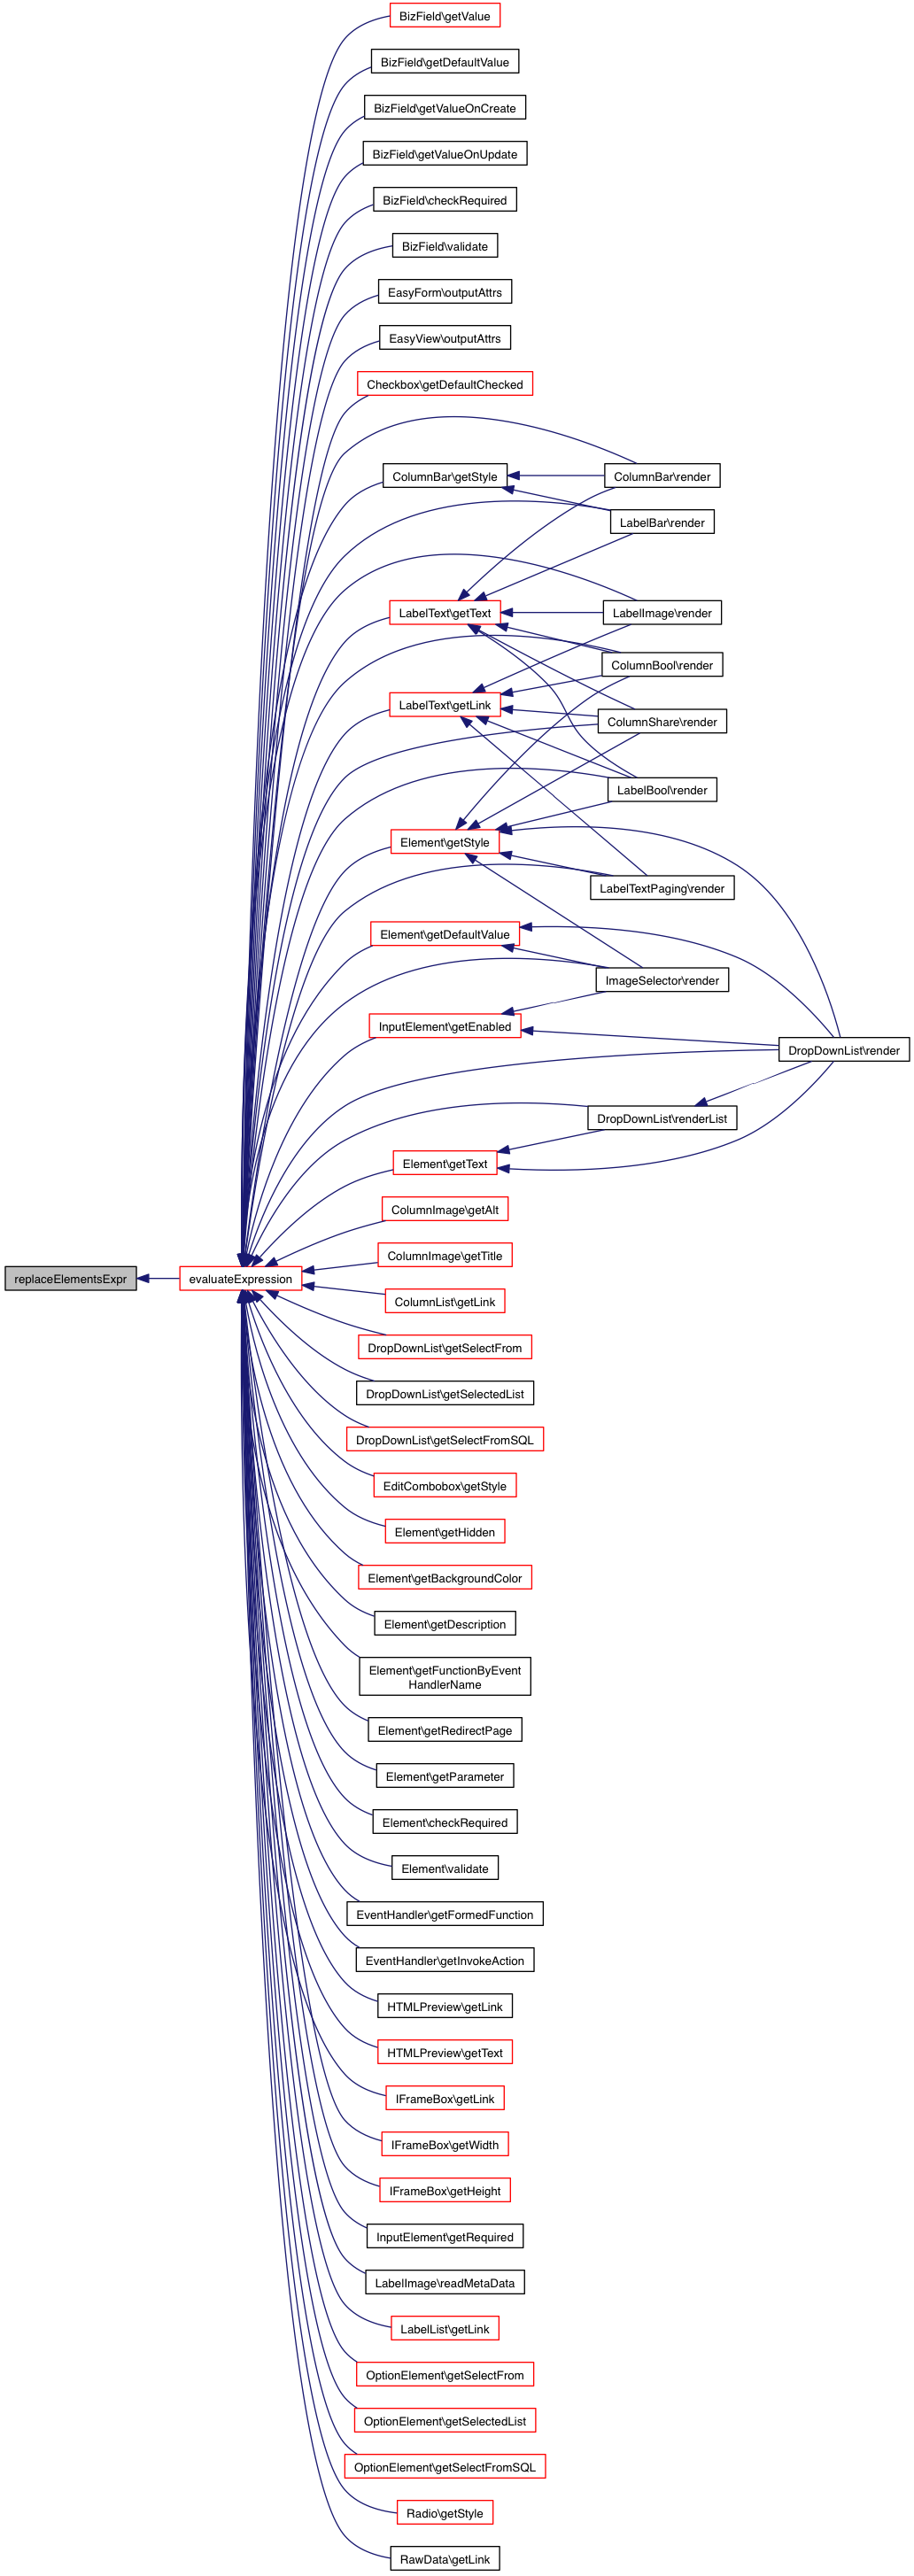 BizField\getValue
BizField\getDefaultValue
BizField\getValueOnCreate
BizField\getValueOnUpdate
BizField\checkRequired
BizField\validate
EasyForm\outputAttrs
EasyView\outputAttrs
Checkbox\getDefaultChecked
ColumnBar\getStyle
ColumnBar\render
LabelBar\render
LabelText\getText
LabelImage\render
ColumnBool\render
LabelText\getLink
ColumnShare\render
LabelBool\render
Element\getStyle
LabelTextPaging\render
Element\getDefaultValue
ImageSelector\render
InputElement\getEnabled
DropDownList\render
DropDownList\renderList
Element\getText
ColumnImage\getAlt
ColumnImage\getTitle
replaceElementsExpr
evaluateExpression
ColumnList\getLink
DropDownList\getSelectFrom
DropDownList\getSelectedList
DropDownList\getSelectFromSQL
EditCombobox\getStyle
Element\getHidden
Element\getBackgroundColor
Element\getDescription
Element\getFunctionByEvent
HandlerName
Element\getRedirectPage
Element\getParameter
Element\checkRequired
Element\validate
EventHandler\getFormedFunction
EventHandler\getInvokeAction
HTMLPreview\getLink
HTMLPreview\getText
IFrameBox\getLink
IFrameBox\getWidth
IFrameBox\getHeight
InputElement\getRequired
LabelImage\readMetaData
LabelList\getLink
OptionElement\getSelectFrom
OptionElement\getSelectedList
OptionElement\getSelectFromSQL
Radio\getStyle
RawData\getLink